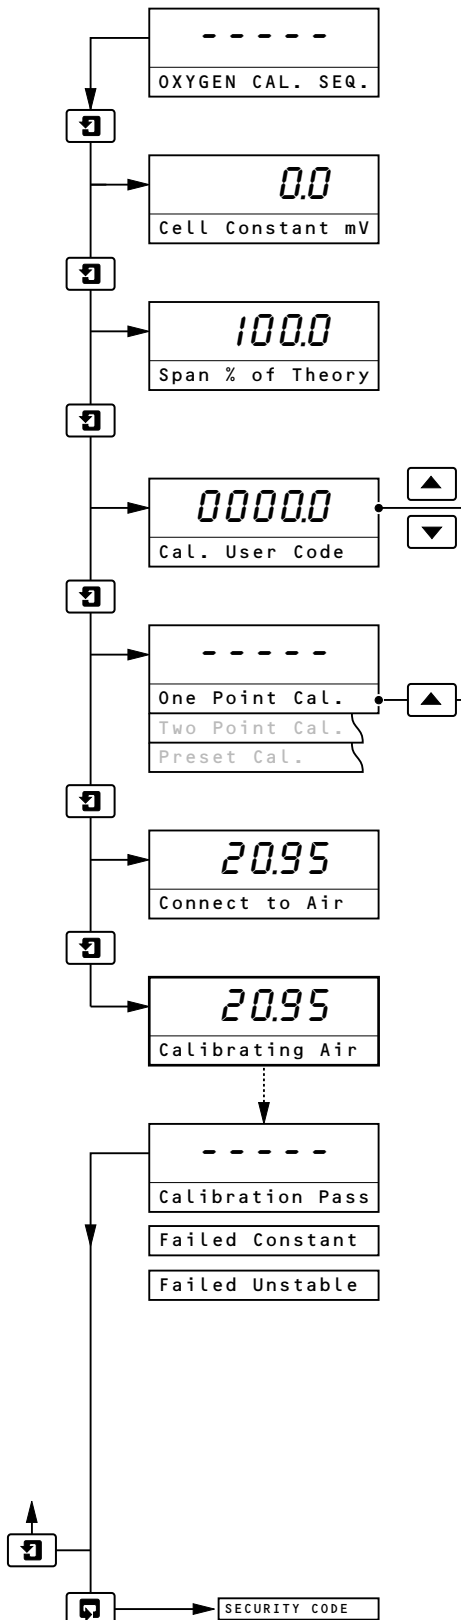 - - - - -
OXYGEN CAL. SEQ.
0.0
Cell Constant mV
100.0
Span % of Theory
0000.0
Cal. User Code
- - - - -
One Point Cal.
Two Point Cal.
Preset Cal.
20.95
Connect to Air
20.95
Calibrating Air
- - - - -
Calibration Pass
Failed Constant
Failed Unstable
SECURITY CODE